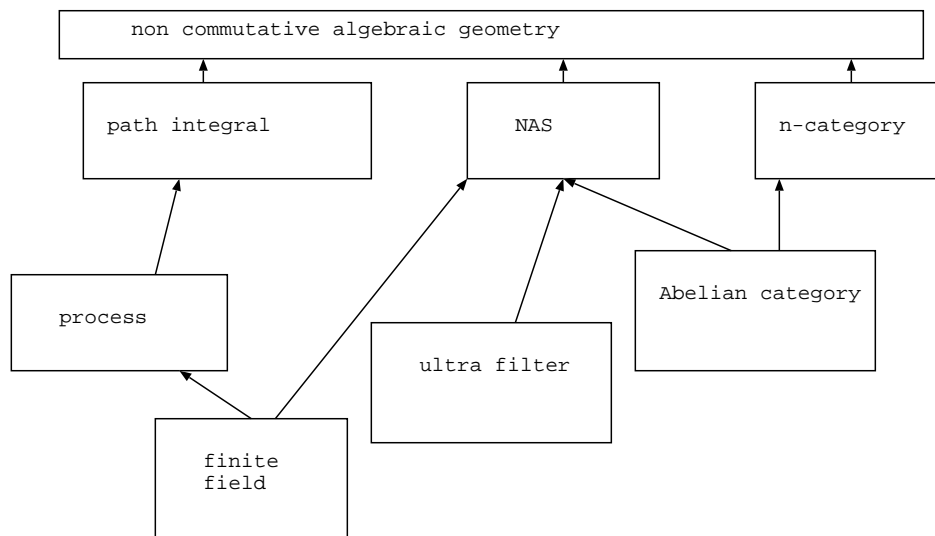 non commutative algebraic geometry
path integral
NAS
n-category
process
ultra filter
Abelian category
finite
field